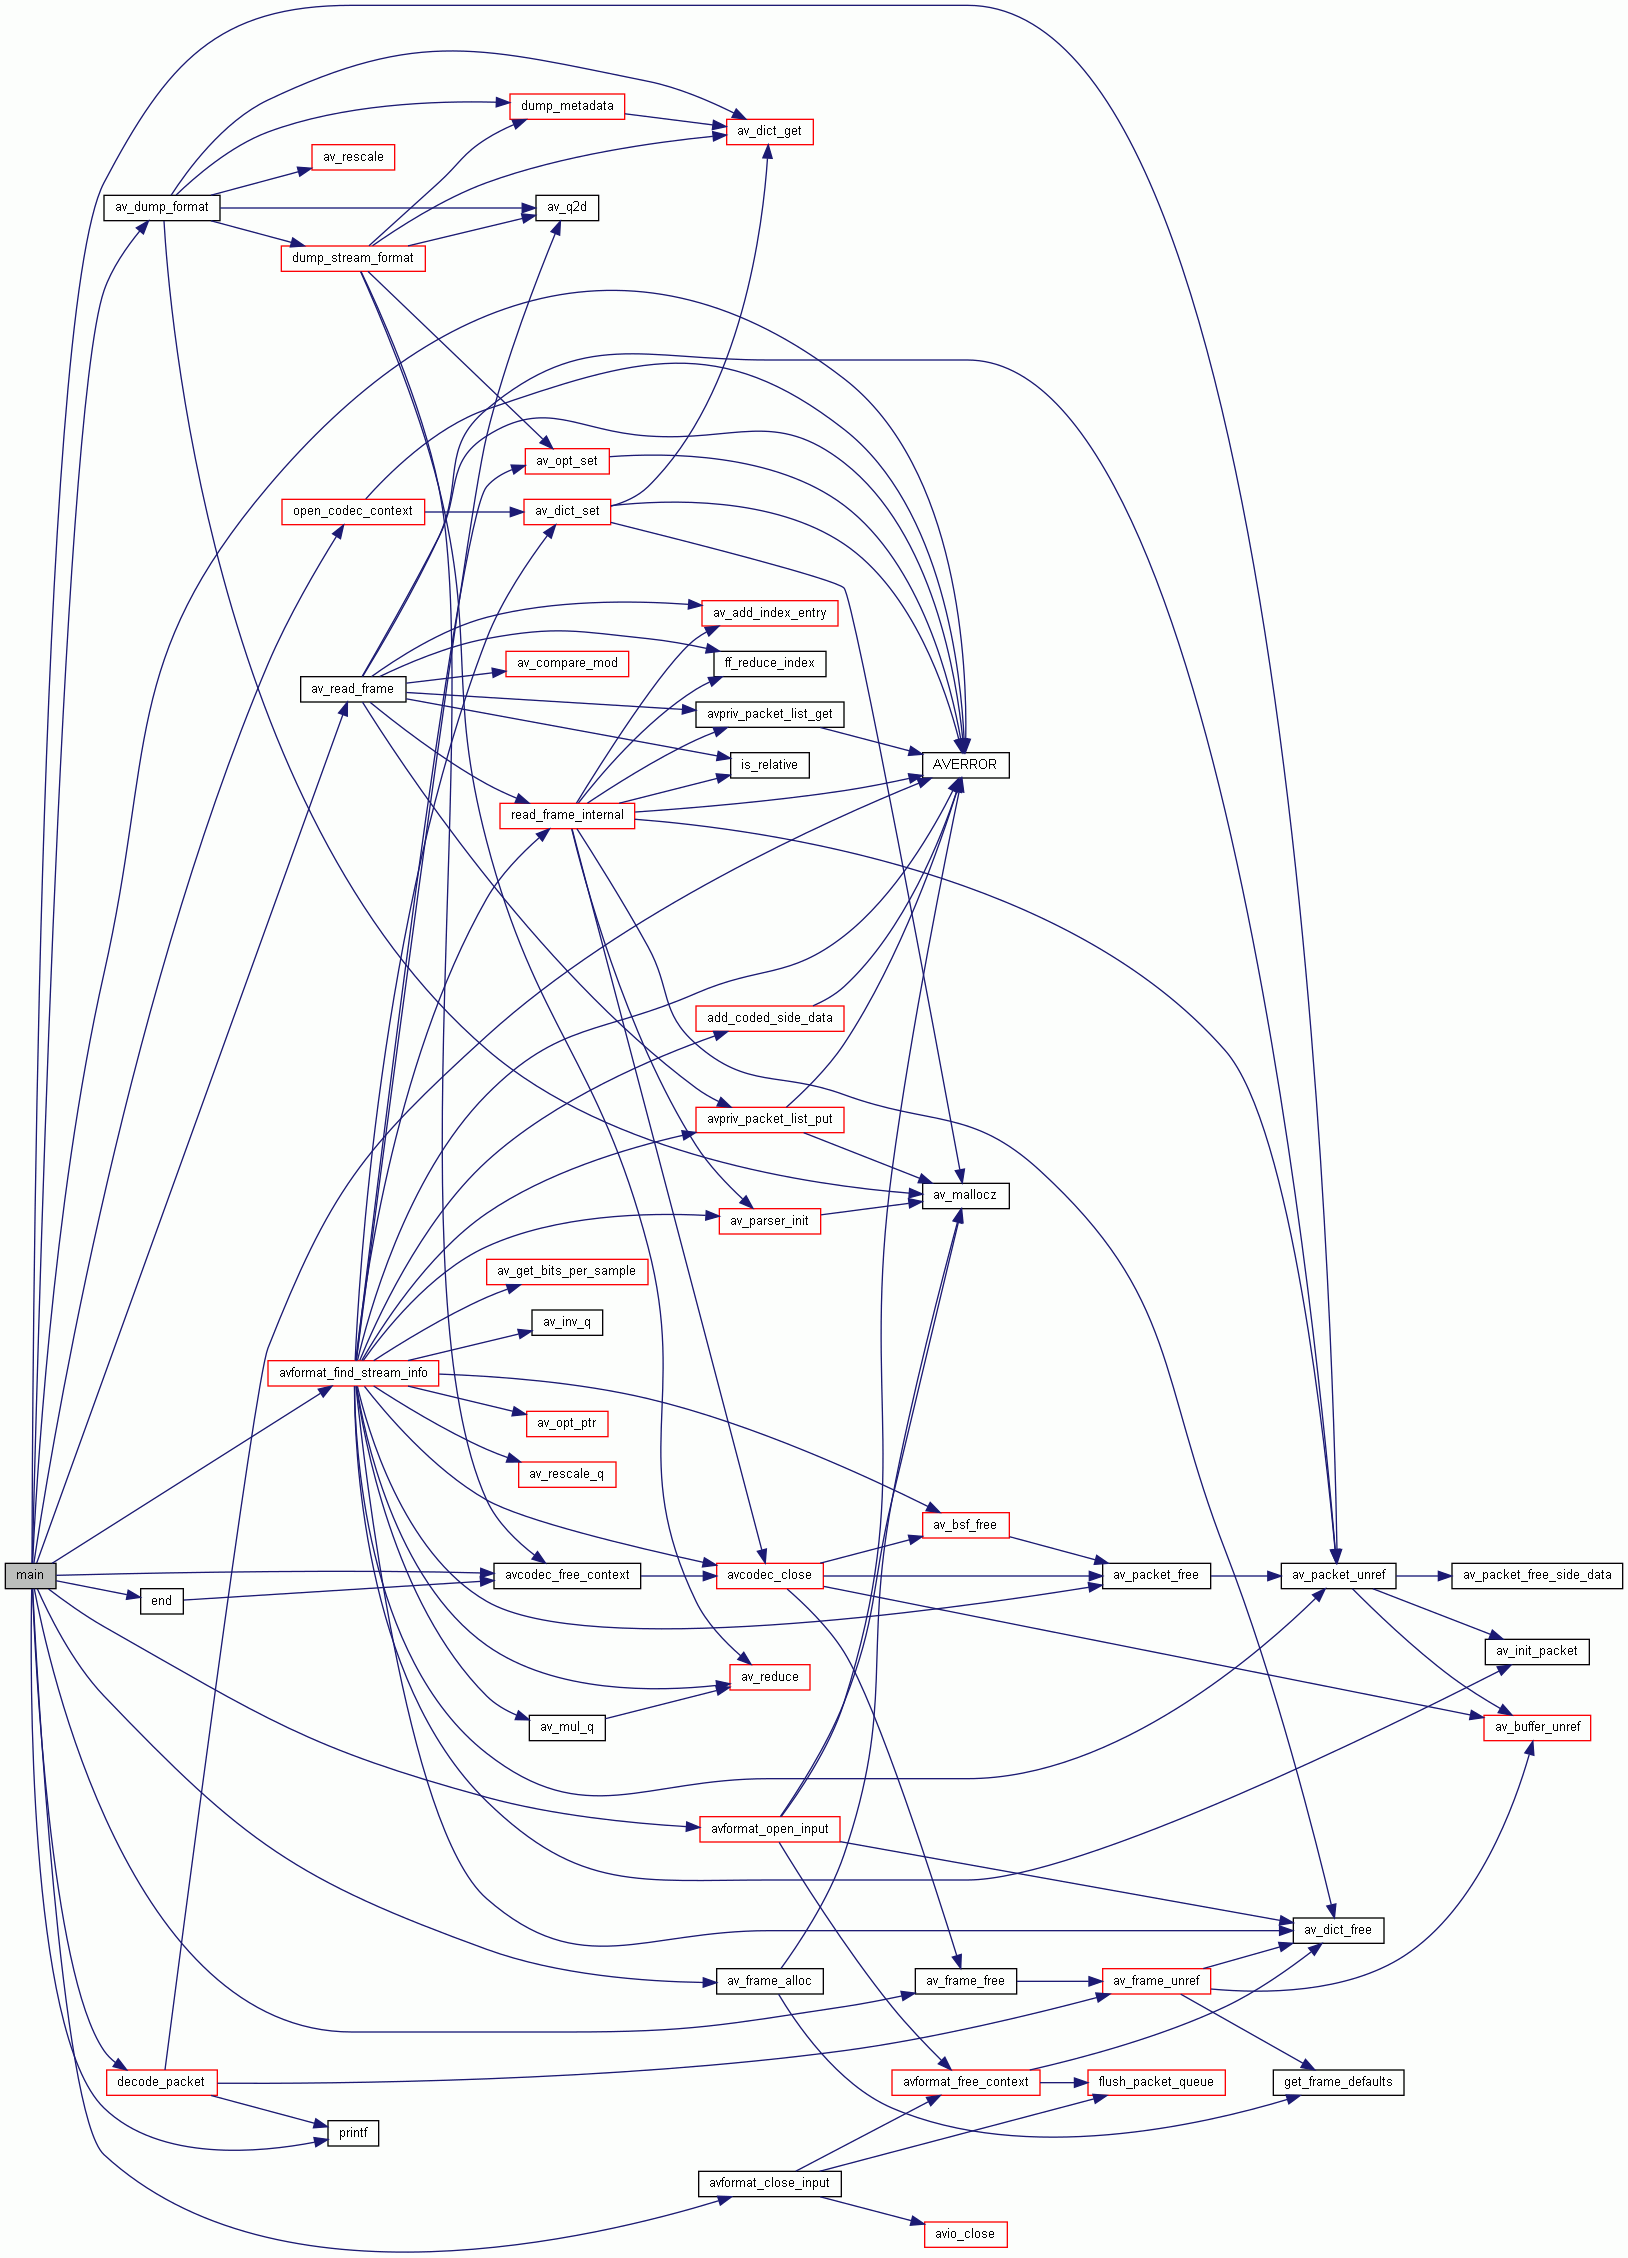 dump_metadata
av_dict_get
av_rescale
av_dump_format
av_q2d
dump_stream_format
av_opt_set
open_codec_context
av_dict_set
av_add_index_entry
av_compare_mod
ff_reduce_index
av_read_frame
avpriv_packet_list_get
is_relative
AVERROR
read_frame_internal
add_coded_side_data
avpriv_packet_list_put
av_mallocz
av_parser_init
av_get_bits_per_sample
av_inv_q
avformat_find_stream_info
av_opt_ptr
av_rescale_q
av_bsf_free
main
avcodec_free_context
avcodec_close
av_packet_free
av_packet_unref
av_packet_free_side_data
end
av_init_packet
av_reduce
av_mul_q
av_buffer_unref
avformat_open_input
av_dict_free
av_frame_alloc
av_frame_free
av_frame_unref
decode_packet
avformat_free_context
flush_packet_queue
get_frame_defaults
printf
avformat_close_input
avio_close